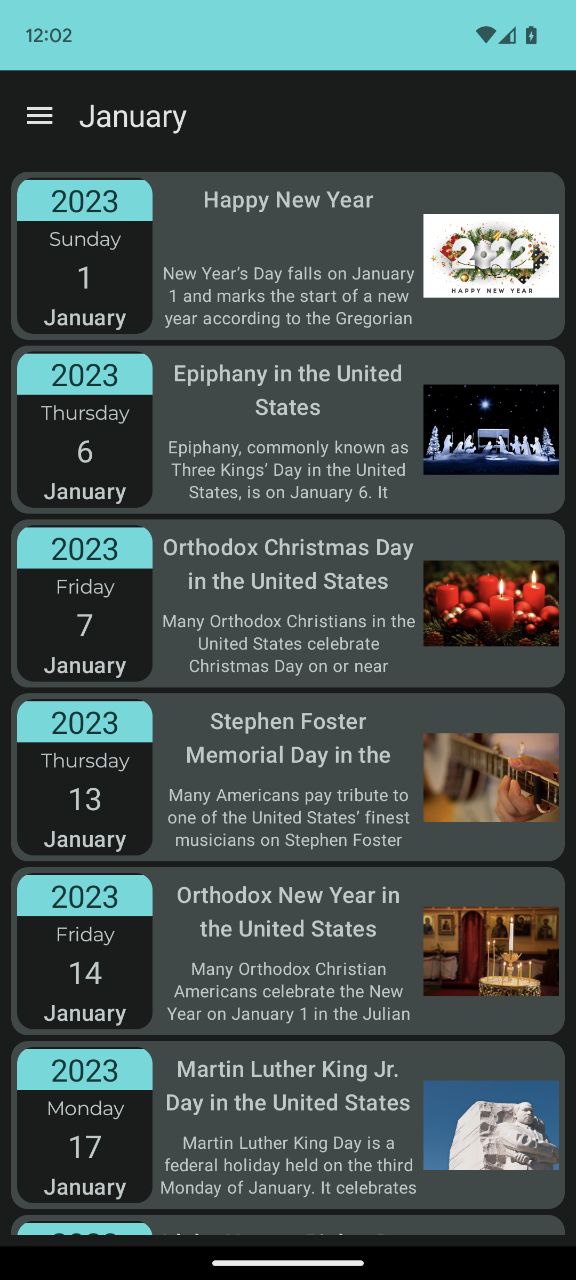 12:02
January
2023
Sunday
1
January
Happy New Year
New Year's Day falls on January
1 and marks the start of a new
year according to the Gregorian
2022
HAPPY NEW YEAR
2023
Thursday
6
January
Epiphany in the United
States
Epiphany, commonly known as
Three Kings' Day in the United
States, is on January 6. It
2023
Friday
7
January
Orthodox Christmas Day
in the United States
Many Orthodox Christians in the
United States celebrate
Christmas Day on or near
2023
Thursday
13
January
Stephen Foster
Memorial Day in the
Many Americans pay tribute to
one of the United States' finest
musicians on Stephen Foster
2023
Friday
14
January
Orthodox New Year in
the United States
Many Orthodox Christian
Americans celebrate the New
Year on January 1 in the Julian
2023
Monday
17
January
Martin Luther King Jr.
Day in the United States
Martin Luther King Day is a
federal holiday held on the third
Monday of January. It celebrates